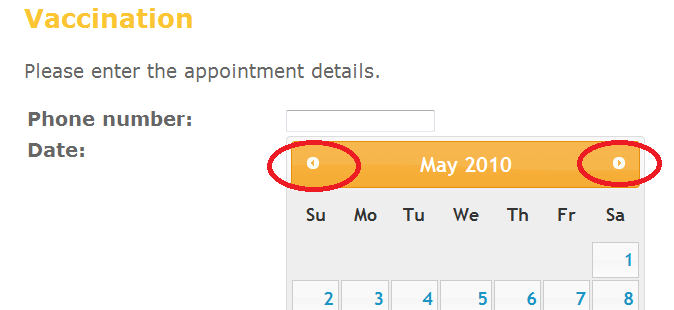 Vaccination
Please enter the appointment details.
Phone number:
Date:
May 2010
Su Mo Tu We Th Fr Sa
1
2 3 4 5 6 7 8